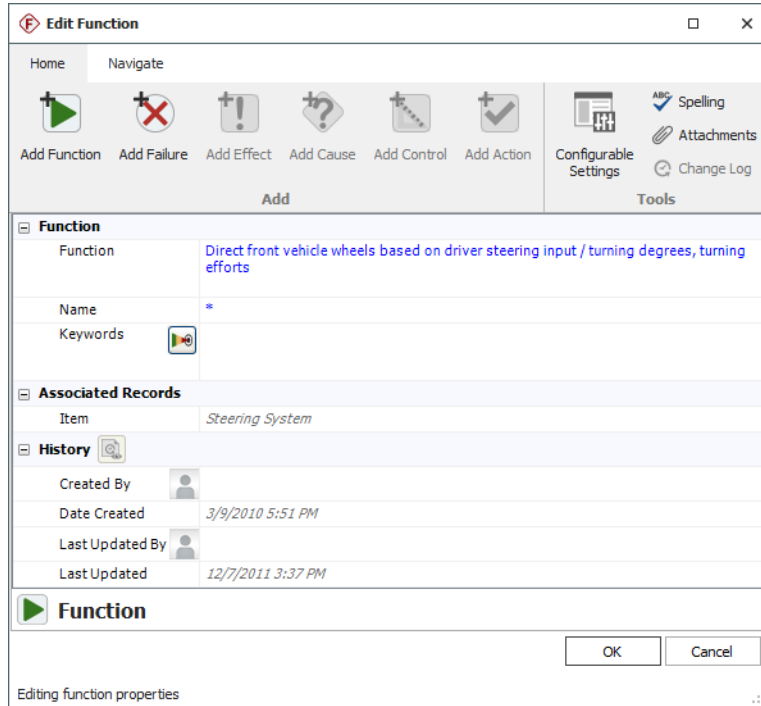 F Edit Function
Home Navigate
Add Function Add Failure Add Effect Add Cause Add Control Add Action Configurable Settings
ABC Spelling
Attachments
Change Log
Add Tools
Function
Function Direct front vehicle wheels based on driver steering input / turning degrees, turning
efforts
Name *
Keywords
Associated Records
Item Steering System
History
Created By
Date Created 3/9/2010 5:51 PM
Last Updated By
Last Updated 12/7/2011 3:37 PM
Function
OK Cancel
Editing function properties